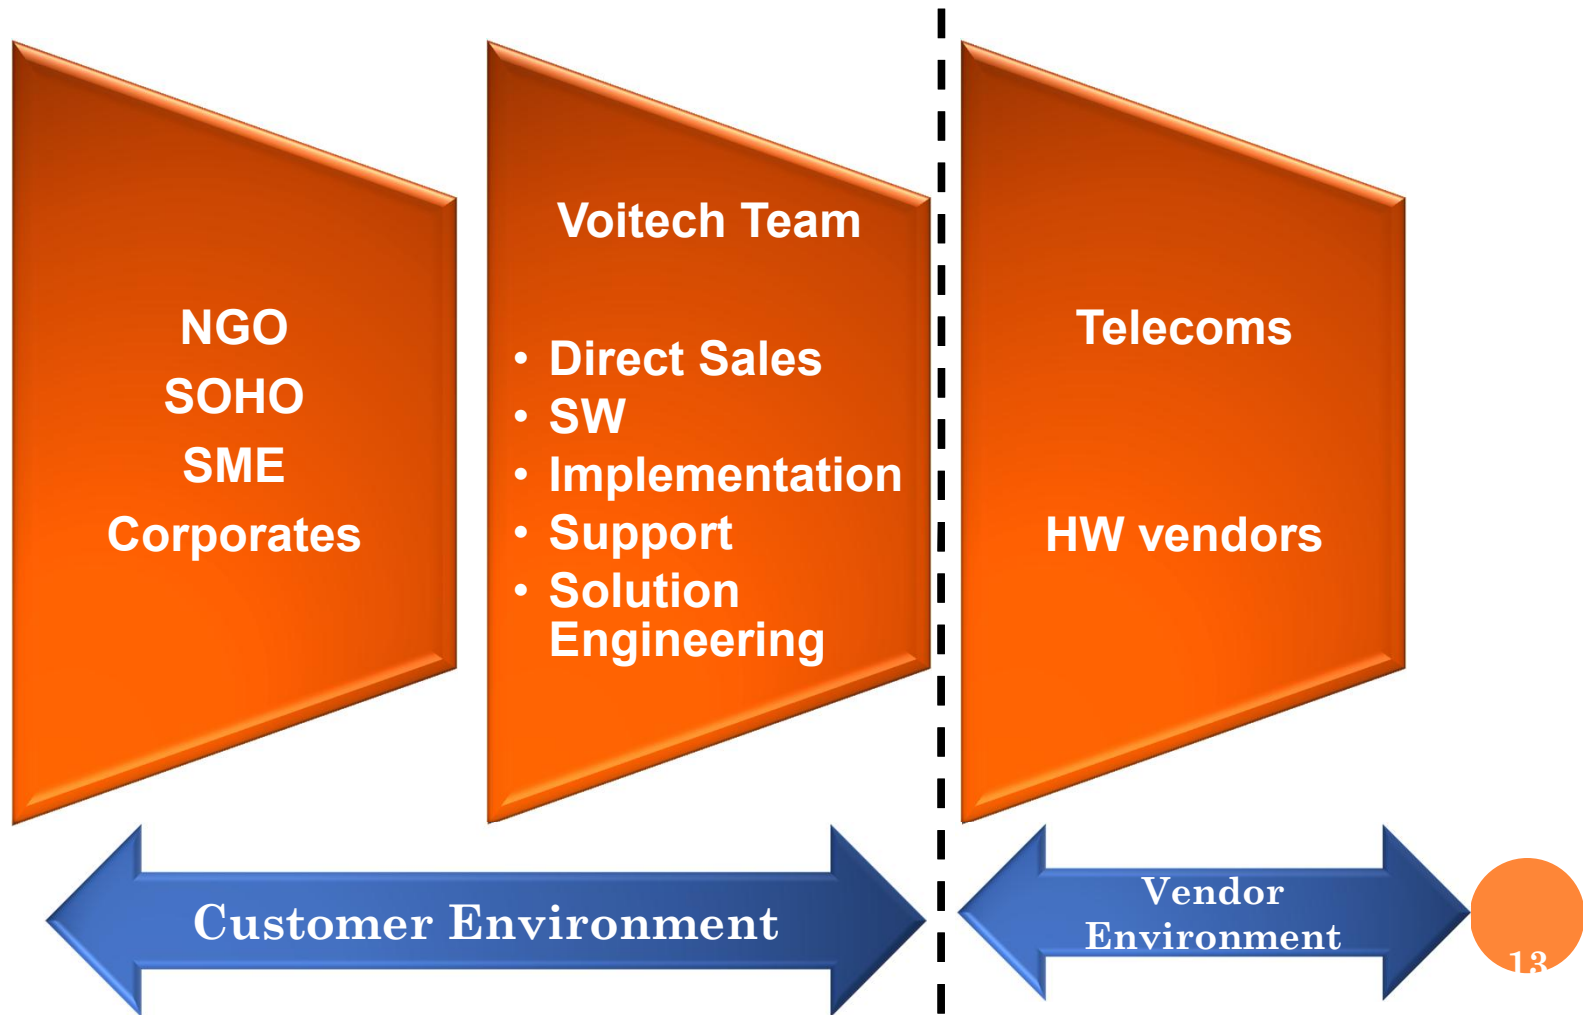 NGO
SOHO
SME
Corporates
Voitech Team
• Direct Sales
• SW
• Implementation
• Support
• Solution
Engineering
Telecoms
HW vendors
Customer Environment
Vendor
Environment
13